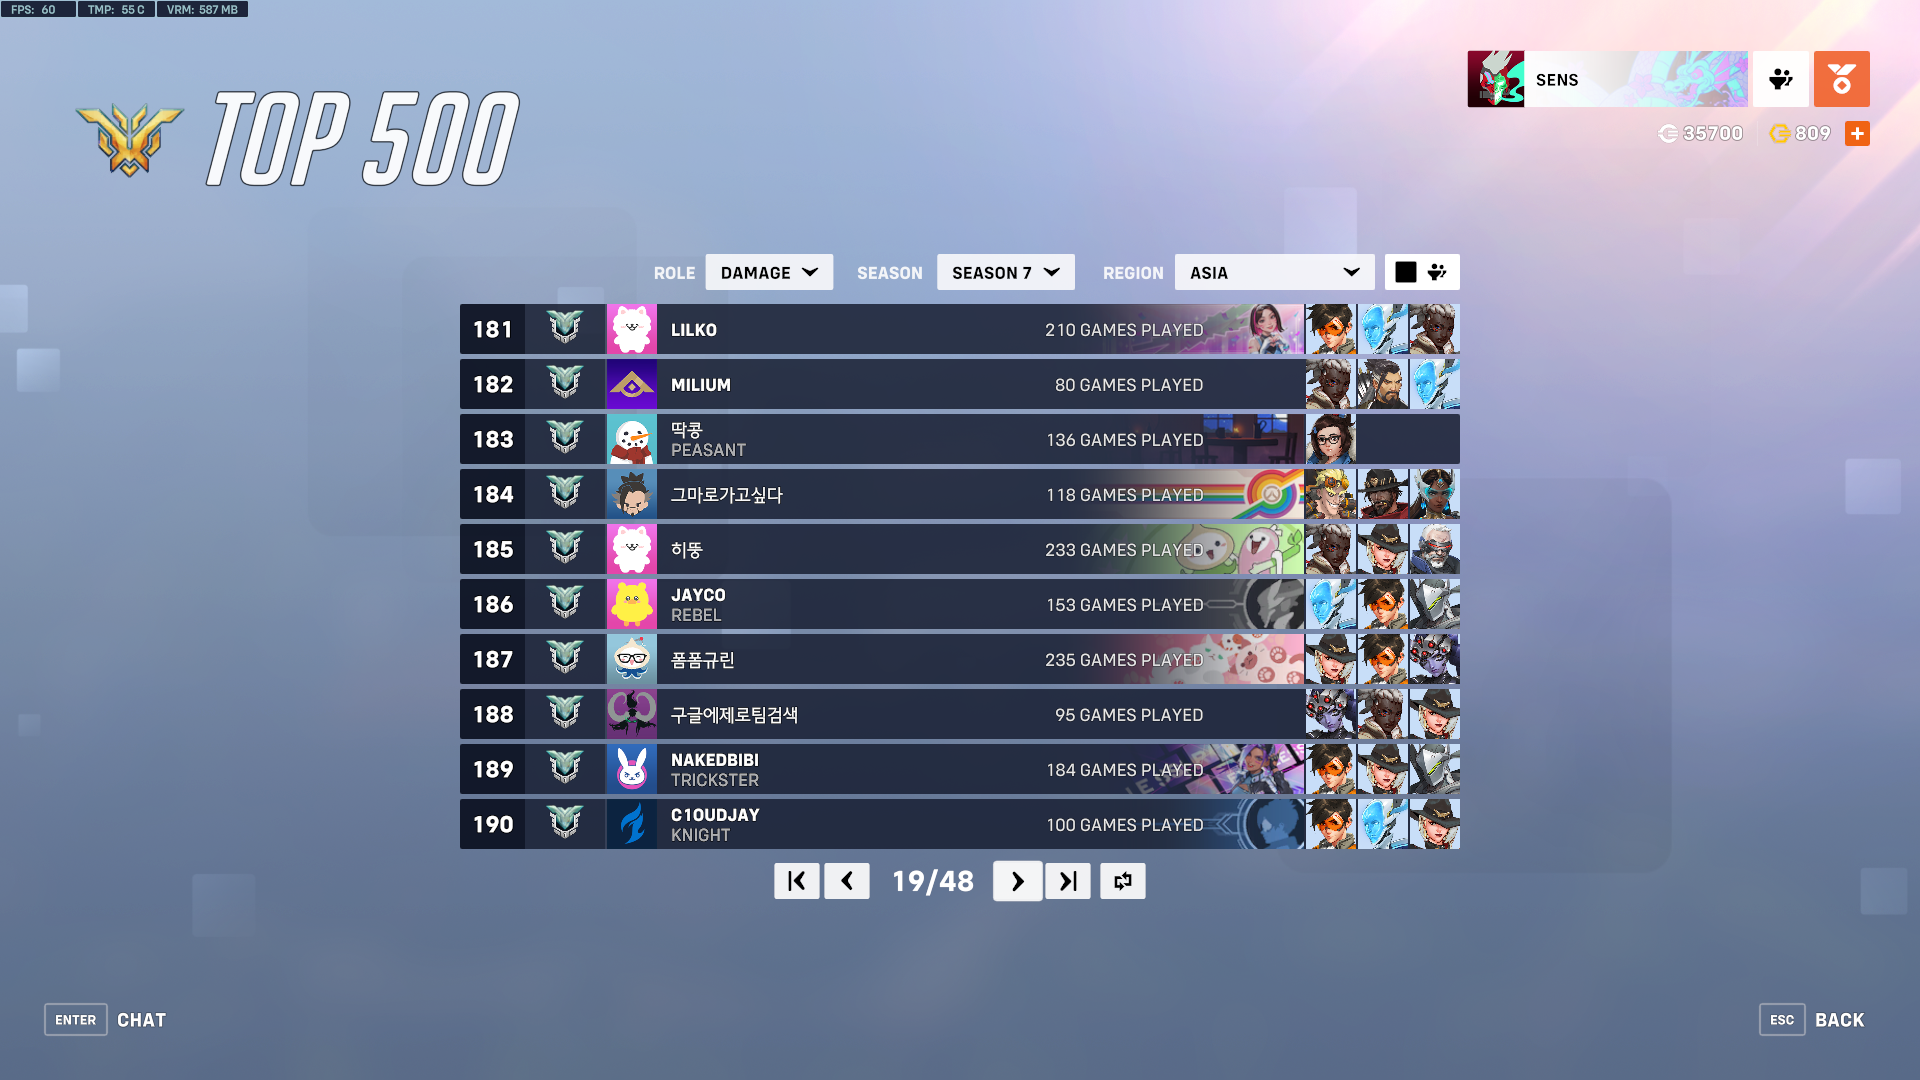 FPS: 60 TMP: 55 C VRM: 587 MB
TOP 500
SENS
35700 809
ROLE DAMAGE SEASON SEASON 7 REGION ASIA
181 LILKO 210 GAMES PLAYED
182 MILIUM 80 GAMES PLAYED
183 딱콩 136 GAMES PLAYED
PEASANT
184 그마로가고싶다 118 GAMES PLAYED
185 히뚱 233 GAMES PLAYED
186 JAYCO 153 GAMES PLAYED
REBEL
187 폼폼규린 235 GAMES PLAYED
188 구글에제로팀검색 95 GAMES PLAYED
189 NAKEDBIBI 184 GAMES PLAYED
TRICKSTER
190 C1OUDJAY 100 GAMES PLAYED
KNIGHT
19/48
ENTER CHAT
ESC BACK